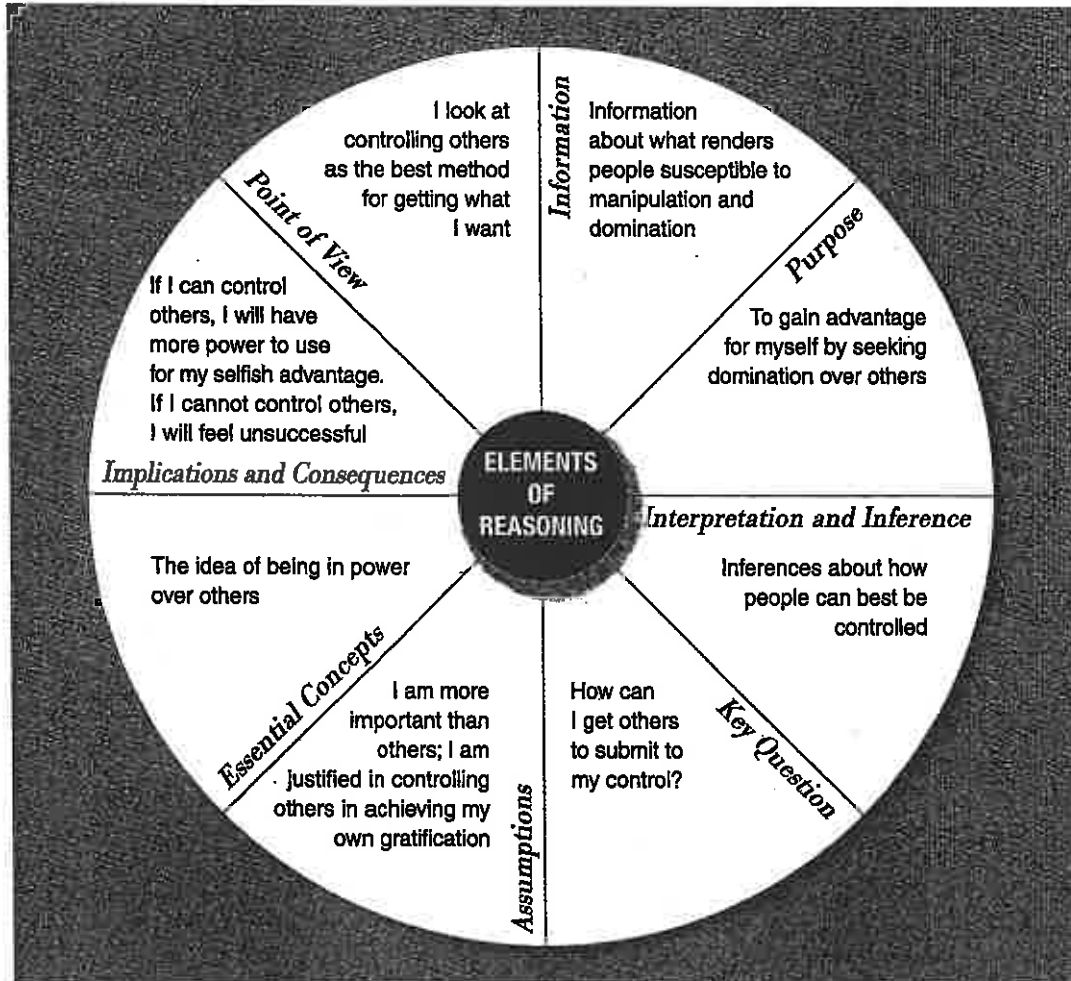 Information
Information
about what renders
people susceptible to
manipulation and
domination
Purpose
To gain advantage
for myself by seeking
domination over others
Interpretation and Inference
Inferences about how
people can best be
controlled
Key Question
How can
I get others
to submit to
my control?
Assumptions
I am more
important than
others; I am
justified in controlling
others in achieving my
own gratification
Essential Concepts
The idea of being in power
over others
Implications and Consequences
If I can control
others, I will have
more power to use
for my selfish advantage.
If I cannot control others,
I will feel unsuccessful
Point of View
I look at
controlling others
as the best method
for getting what
I want
ELEMENTS
OF
REASONING